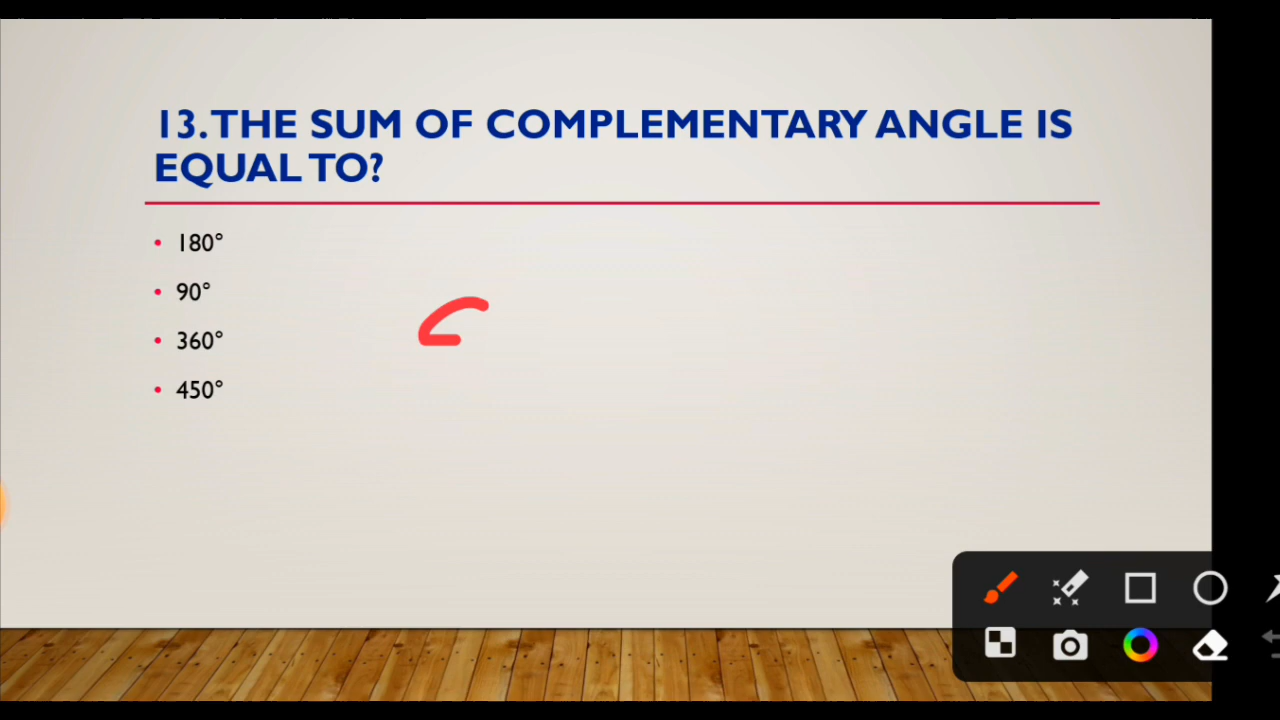 13. THE SUM OF COMPLEMENTARY ANGLE IS
EQUAL TO?
• 180°
• 90°
• 360°
• 450°